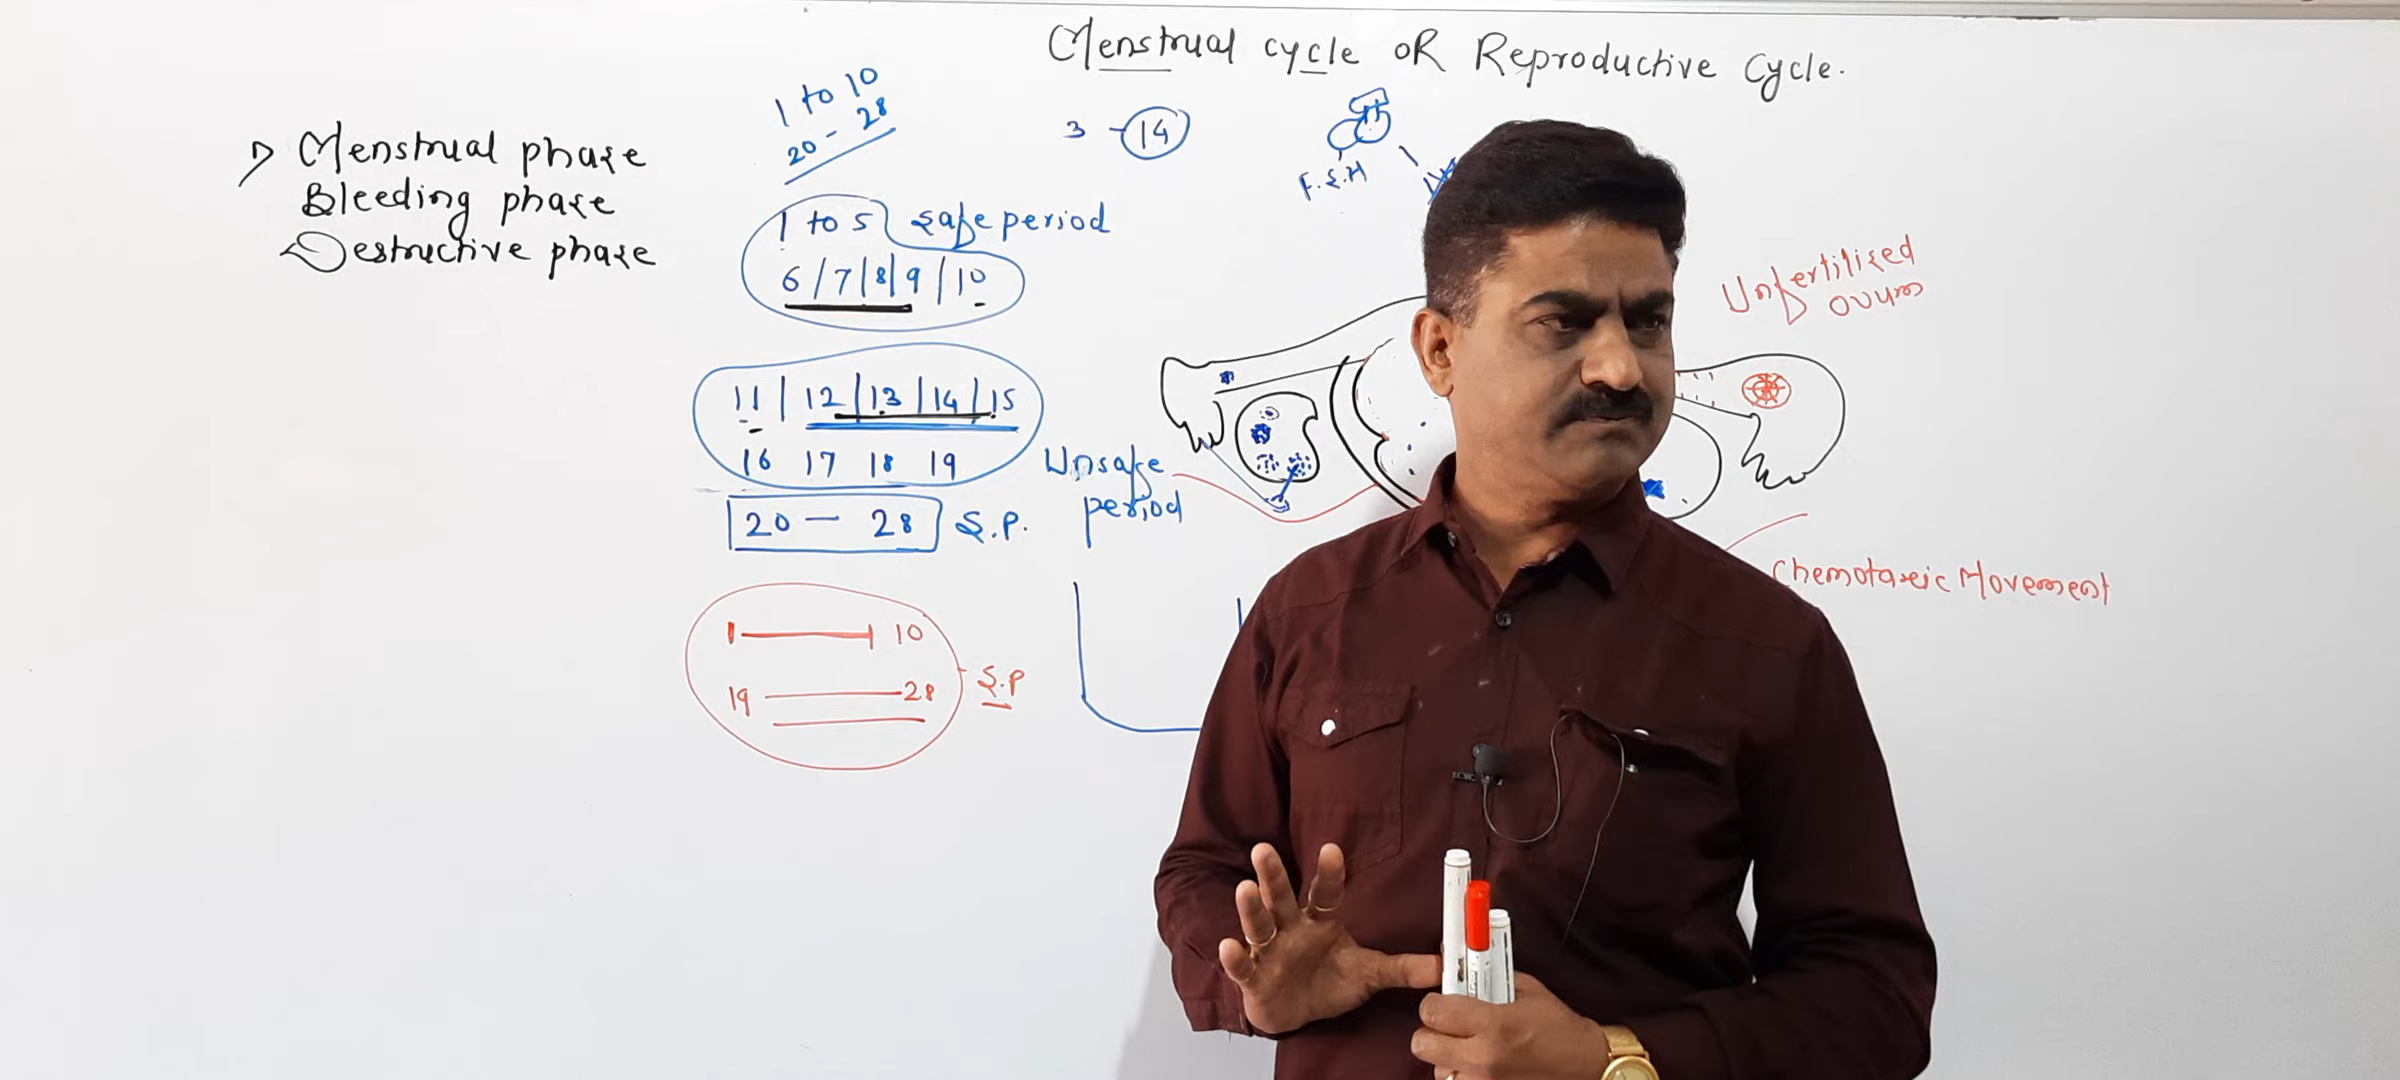 Menstrual cycle OR Reproductive Cycle.
1 to 10
20 - 28
3 - 14
F.S.H
Menstrual phase
Bleeding phase
Destructive phase
1 to 5 safe period
6 / 7 | 8 | 9 / 10
Unfertilised
ovum
11 | 12 | 13 | 14 | 15
16 17 18 19
Unsafe
period
20 — 28 S.P.
Chemotaxic Movement
1 — 10
19 — 28
S.P